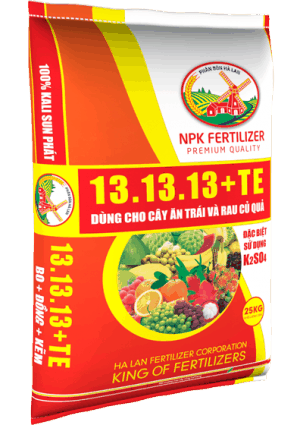 PHÂN BÓN HÀ LAN
NPK FERTILIZER
PREMIUM QUALITY
13.13.13+TE
DÙNG CHO CÂY ĂN TRÁI VÀ RAU CỦ QUẢ
ĐẶC BIỆT
SỬ DỤNG
K₂SO₄
25KG
HA LAN FERTILIZER CORPORATION
KING OF FERTILIZERS
100% KALI SUN PHÁT
13.13.13+TE
BO + ĐỒNG + KẼM